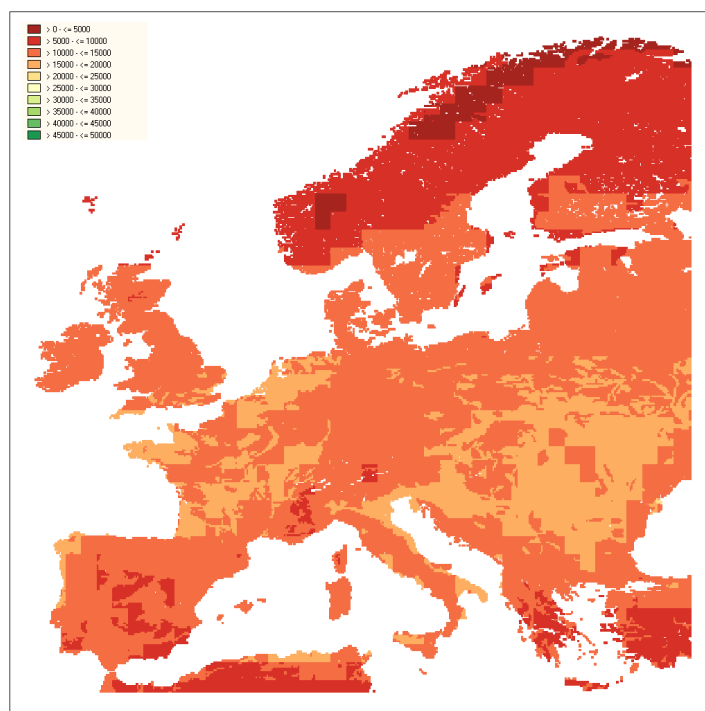 > 0 - <= 5000
> 5000 - <= 10000
> 10000 - <= 15000
> 15000 - <= 20000
> 20000 - <= 25000
> 25000 - <= 30000
> 30000 - <= 35000
> 35000 - <= 40000
> 40000 - <= 45000
> 45000 - <= 50000